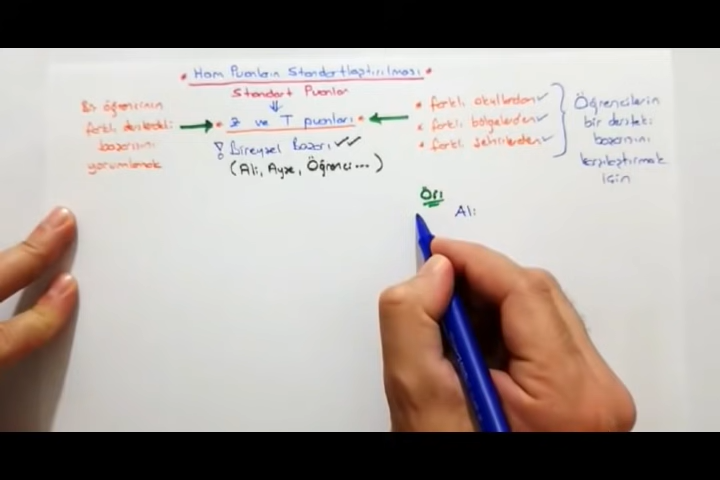 Ham Puanların Standartlaştırılması
Standart Puanlar
Z ve T puanları
! Bireysel Başarı
(Ali, Ayşe, Öğrenci...)
Bir öğrencinin
farklı derslerdeki
başarısını
yorumlamak
• farklı okullardan
• farklı bölgelerden
• farklı şehirlerden
Öğrencilerin
bir dersteki
başarısını
karşılaştırmak
için
Ör:
Ali